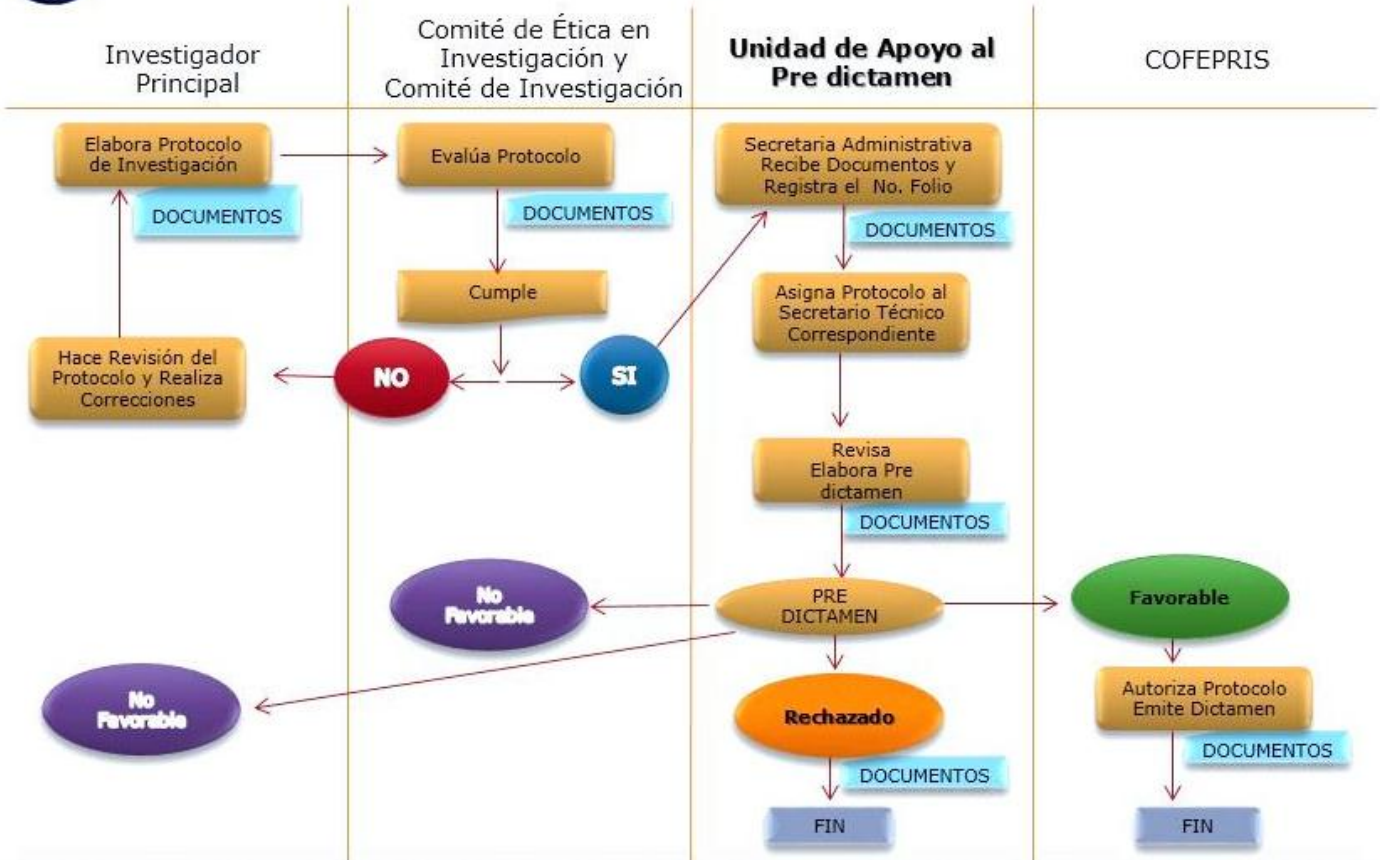 Investigador
Principal
Comité de Ética en
Investigación y
Comité de Investigación
Unidad de Apoyo al
Pre dictamen
COFEPRIS
Elabora Protocolo
de Investigación
DOCUMENTOS
Evalúa Protocolo
DOCUMENTOS
Secretaria Administrativa
Recibe Documentos y
Registra el No. Folio
DOCUMENTOS
Cumple
Asigna Protocolo al
Secretario Técnico
Correspondiente
Hace Revisión del
Protocolo y Realiza
Correcciones
NO
SI
Revisa
Elabora Pre
dictamen
DOCUMENTOS
No
Favorable
PRE
DICTAMEN
Favorable
No
Favorable
Rechazado
DOCUMENTOS
Autoriza Protocolo
Emite Dictamen
DOCUMENTOS
FIN
FIN